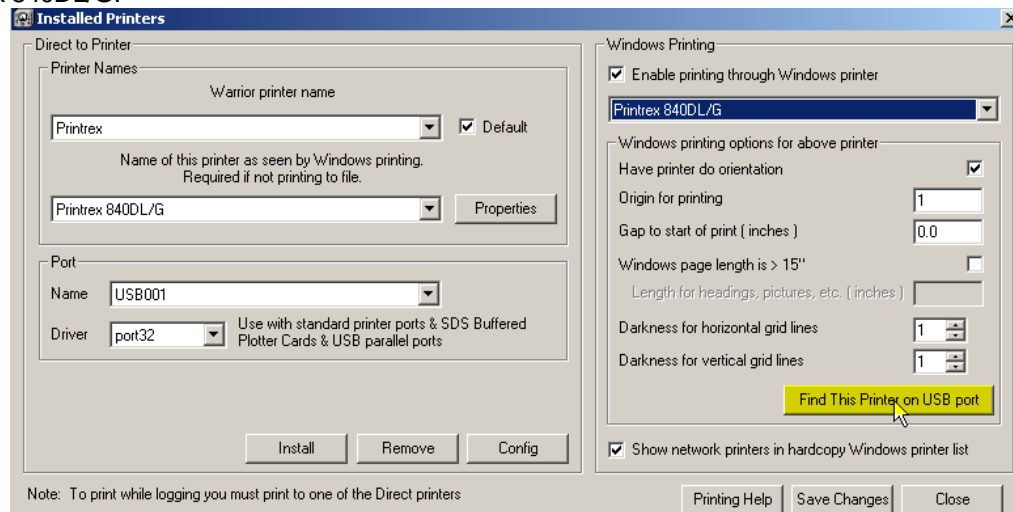 Installed Printers
Direct to Printer
Printer Names
Warrior printer name
Printrex
Default
Name of this printer as seen by Windows printing.
Required if not printing to file.
Printrex 840DL/G
Properties
Port
Name USB001
Driver port32
Use with standard printer ports & SDS Buffered
Plotter Cards & USB parallel ports
Install Remove Config
Note: To print while logging you must print to one of the Direct printers
Windows Printing
Enable printing through Windows printer
Printrex 840DL/G
Windows printing options for above printer
Have printer do orientation
Origin for printing 1
Gap to start of print ( inches ) 0.0
Windows page length is > 15"
Length for headings, pictures, etc. ( inches )
Darkness for horizontal grid lines 1
Darkness for vertical grid lines 1
Find This Printer on USB port
Show network printers in hardcopy Windows printer list
Printing Help Save Changes Close